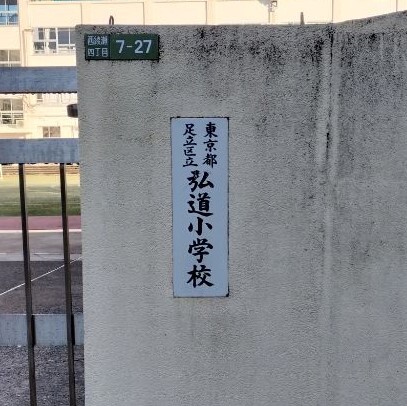 西綾瀬
四丁目
7-27
東京都
足立区立
弘道小学校